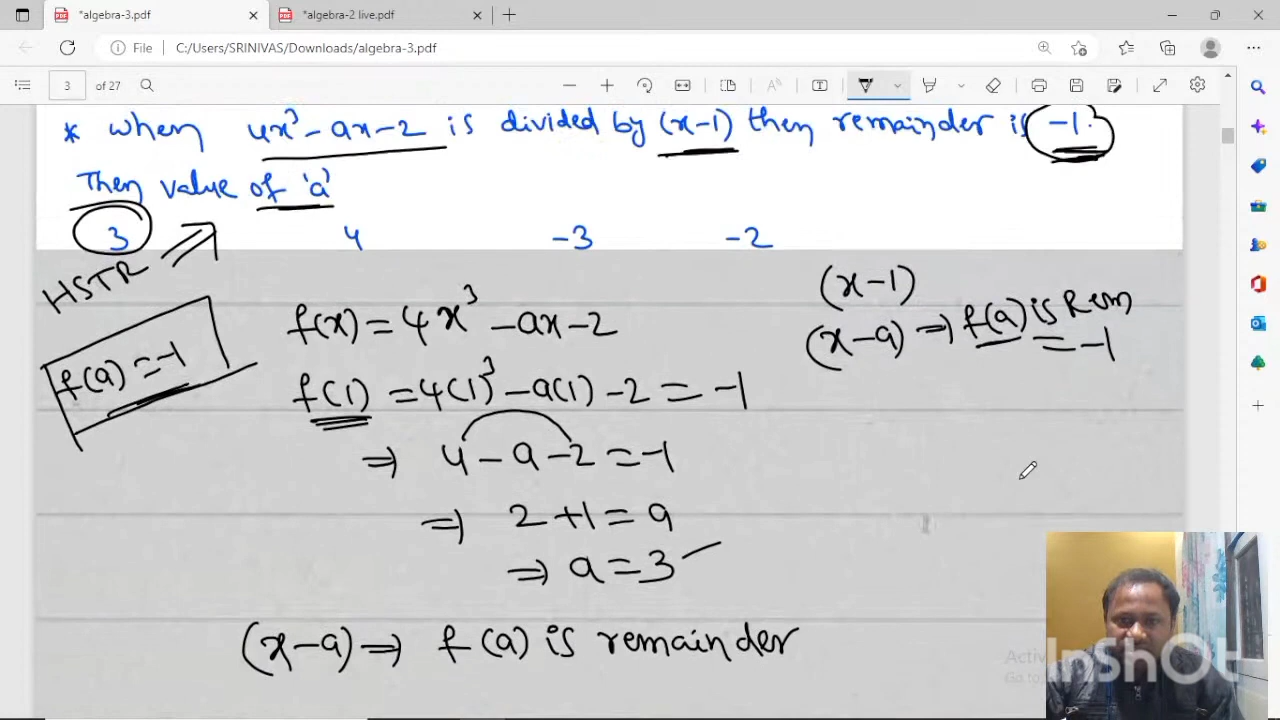 *algebra-3.pdf
*algebra-2 live.pdf
File C:/Users/SRINIVAS/Downloads/algebra-3.pdf
3 of 27
* When 4x³-ax-2 is divided by (x-1) then remainder is -1.
Then value of 'a'
3 4 -3 -2
HSTR
f(a) = -1
(x-1)
(x-a) ⇒ f(a) is Rem
= -1
f(x) = 4x³ -ax-2
f(1) = 4(1)³ - a(1) - 2 = -1
⇒ 4 - a - 2 = -1
⇒ 2 + 1 = a
⇒ a = 3
(x-a) ⇒ f(a) is remainder
InShOt